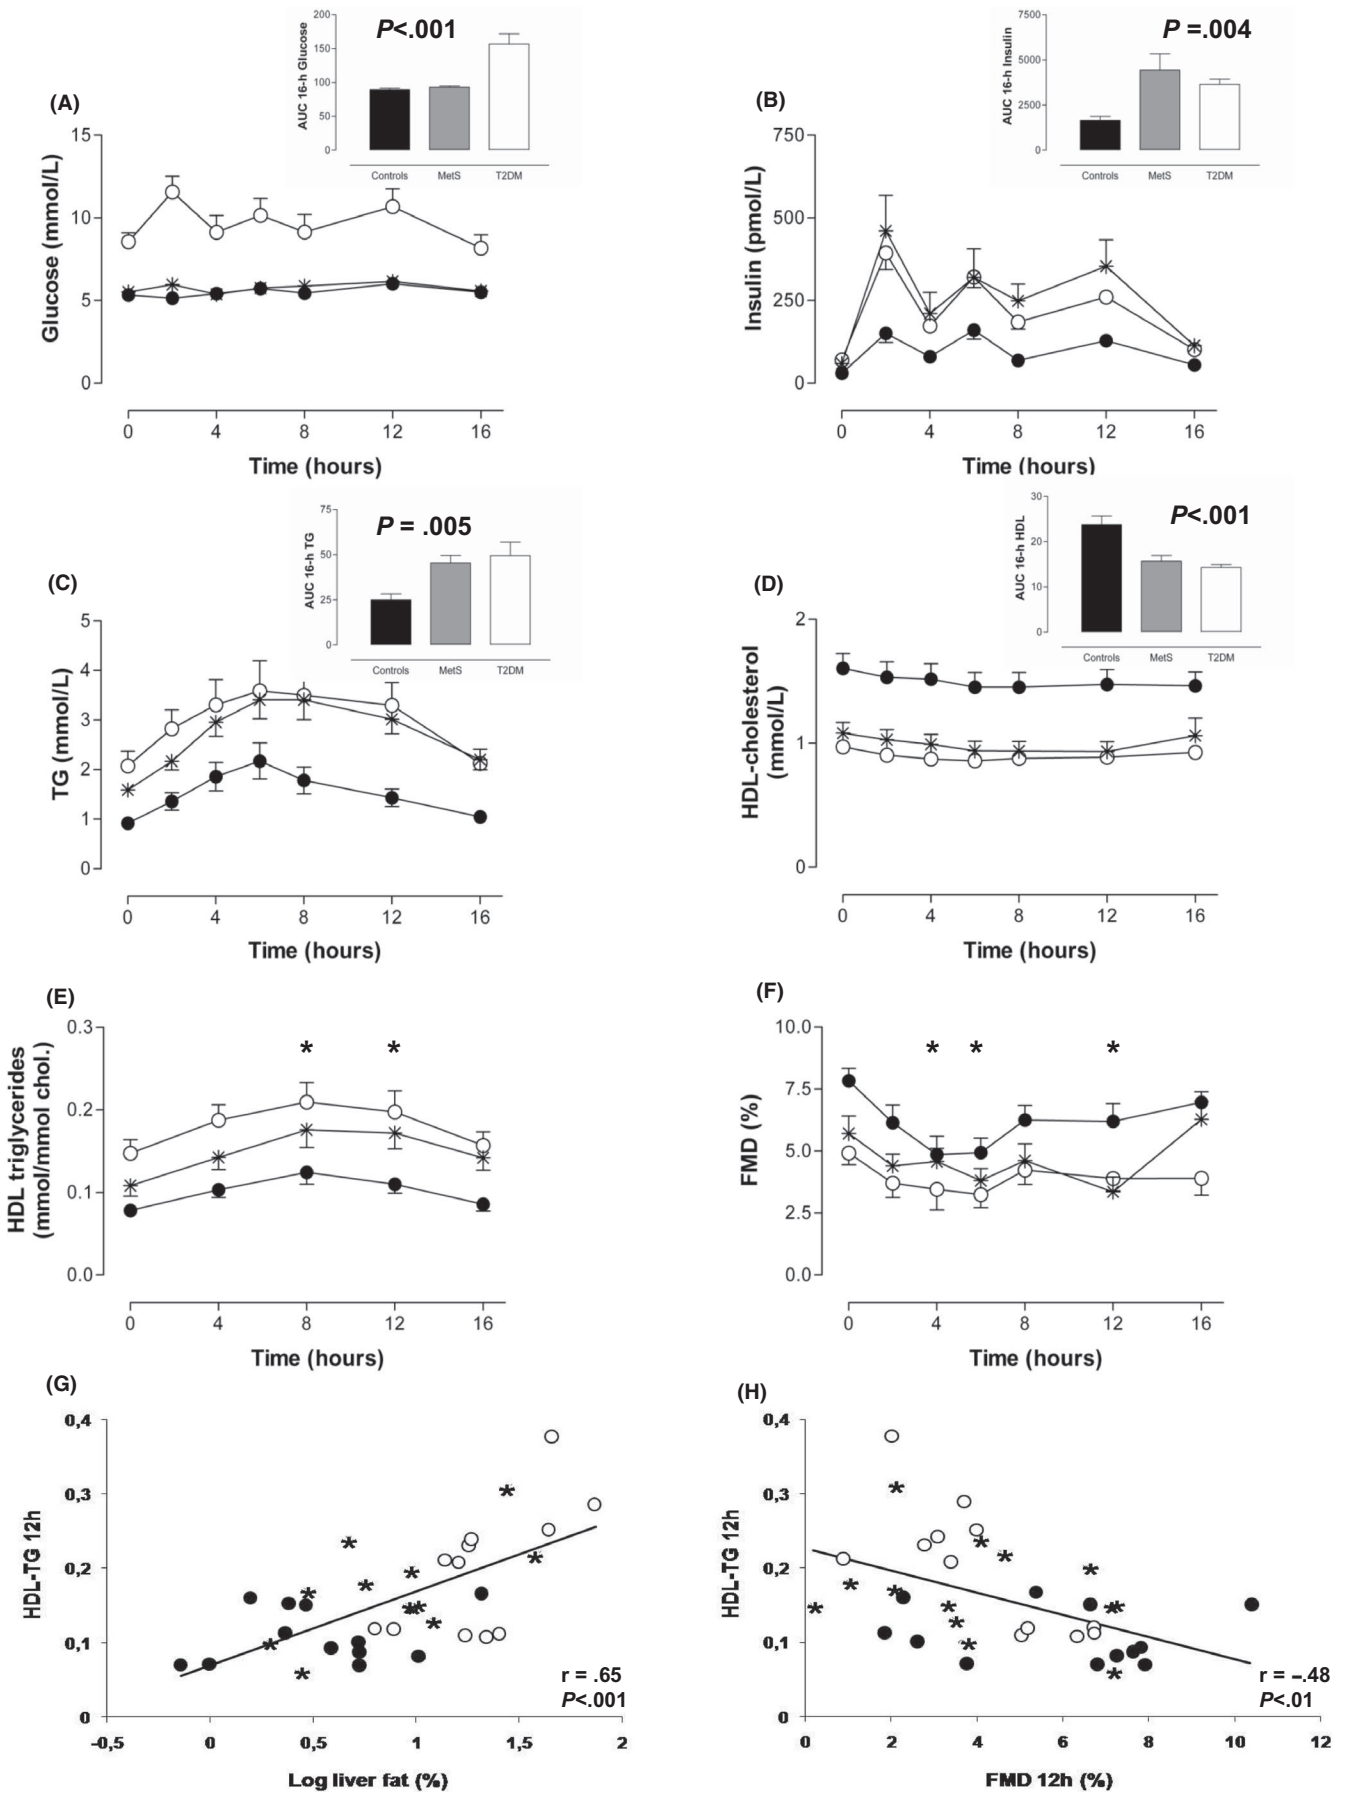 (A)
P<.001
AUC 16-h Glucose
200
150
100
50
0
Controls MetS T2DM
Glucose (mmol/L)
15
10
5
0
0 4 8 12 16
Time (hours)
(B)
P =.004
AUC 16-h Insulin
7500
5000
2500
0
Controls MetS T2DM
Insulin (pmol/L)
750
500
250
0
0 4 8 12 16
Time (hours)
(C)
P = .005
AUC 16-h TG
75
50
25
0
Controls MetS T2DM
TG (mmol/L)
5
4
3
2
1
0
0 4 8 12 16
Time (hours)
(D)
P<.001
AUC 16-h HDL
30
20
10
0
Controls MetS T2DM
HDL-cholesterol
(mmol/L)
2
1
0
0 4 8 12 16
Time (hours)
(E)
HDL triglycerides
(mmol/mmol chol.)
0.3
0.2
0.1
0.0
* *
0 4 8 12 16
Time (hours)
(F)
FMD (%)
10.0
7.5
5.0
2.5
0.0
* * *
0 4 8 12 16
Time (hours)
(G)
HDL-TG 12h
0,4
0,3
0,2
0,1
0
r = .65
P<.001
-0,5 0 0,5 1 1,5 2
Log liver fat (%)
(H)
HDL-TG 12h
0,4
0,3
0,2
0,1
0
r = –.48
P<.01
0 2 4 6 8 10 12
FMD 12h (%)